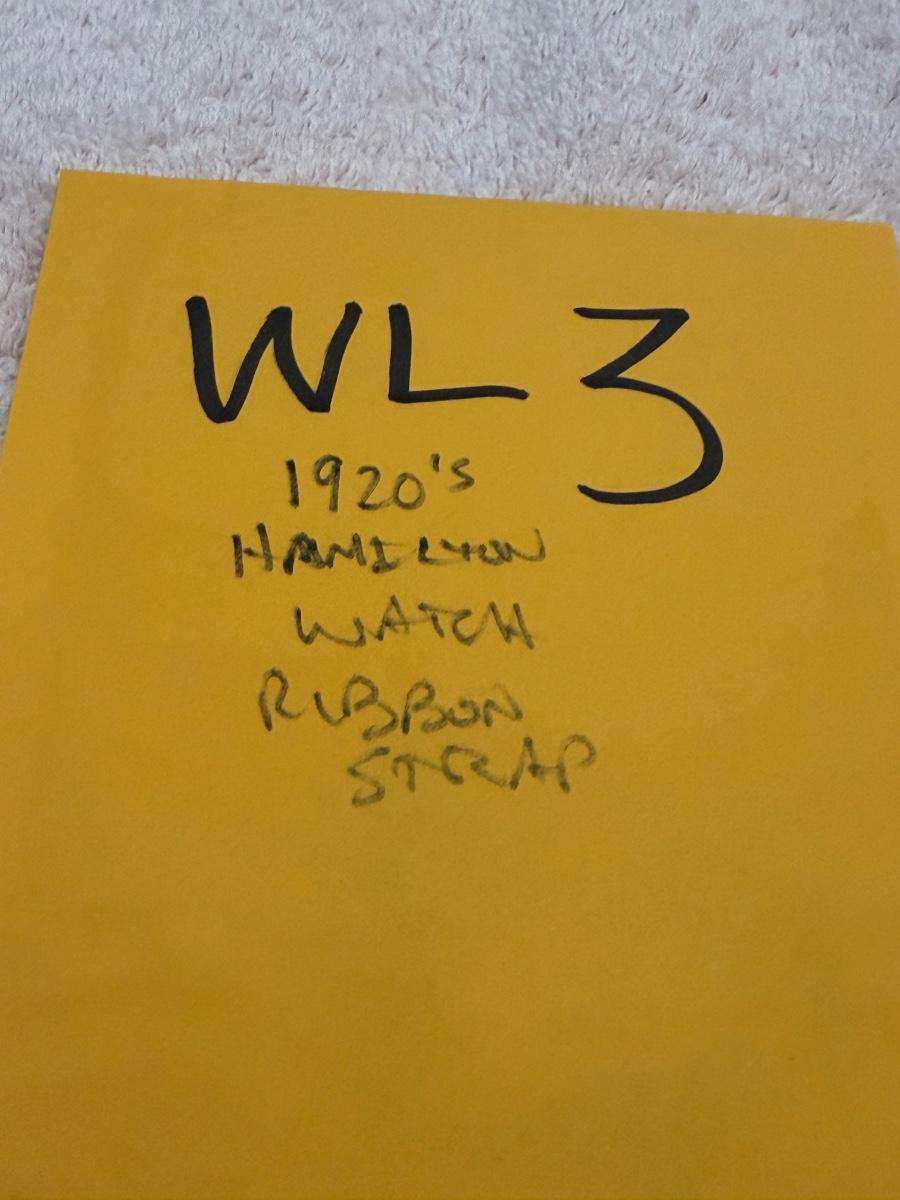 WL 3
1920's
HAMILTON
WATCH
RIBBON
STRAP